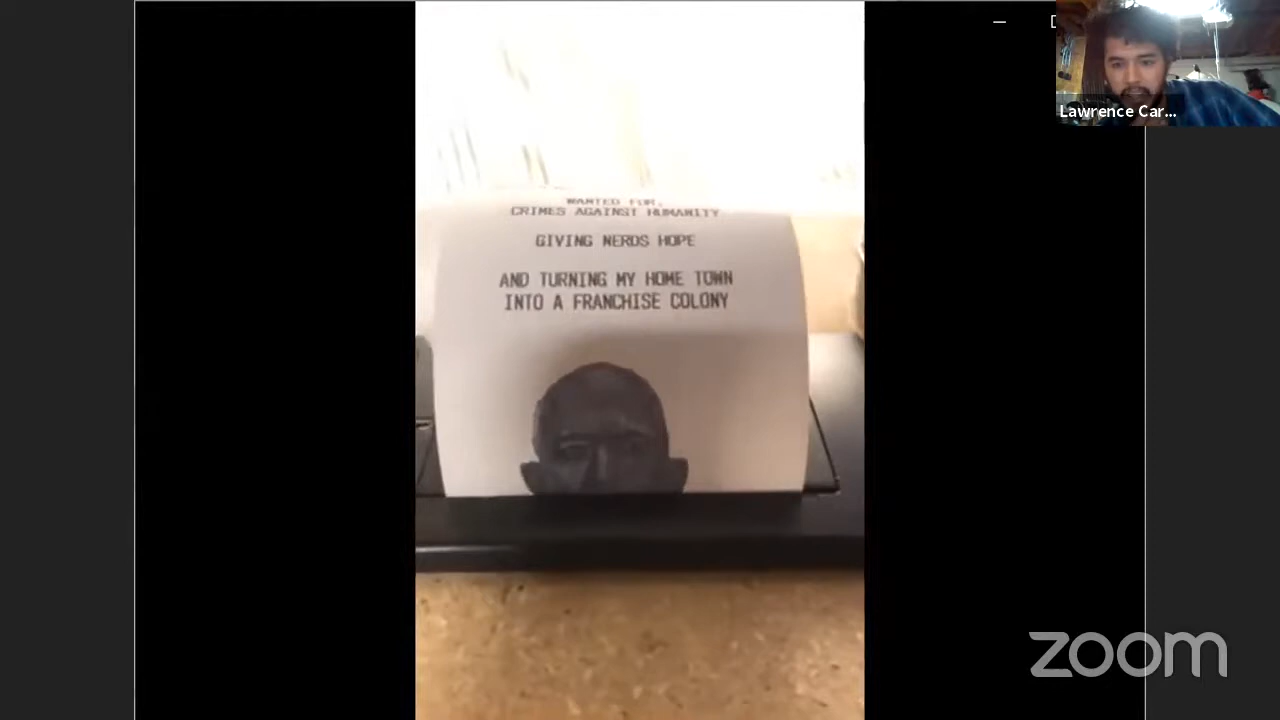 WANTED FOR,
CRIMES AGAINST HUMANITY
GIVING NERDS HOPE
AND TURNING MY HOME TOWN
INTO A FRANCHISE COLONY
Lawrence Car...
zoom